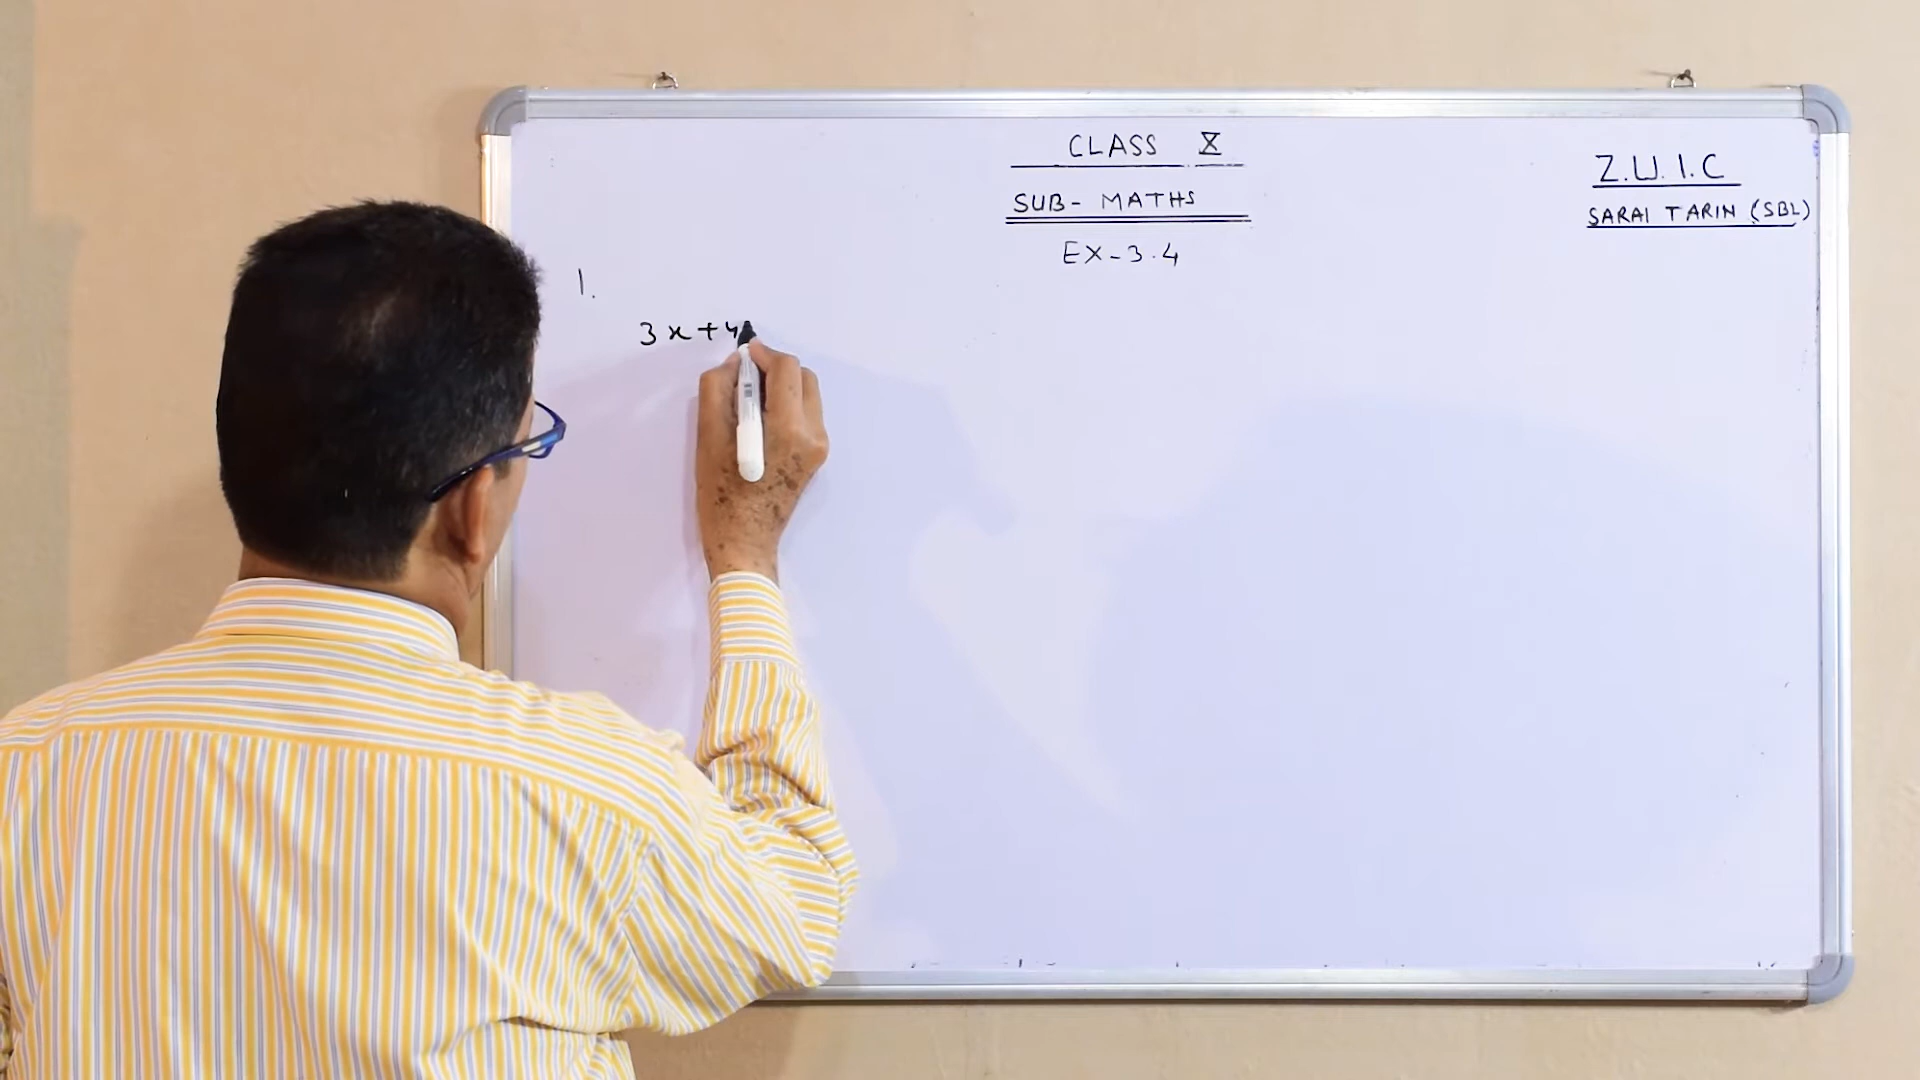 CLASS X
SUB - MATHS
EX - 3.4
Z.U.I.C
SARAI TARIN (SBL)
1.
3x+4